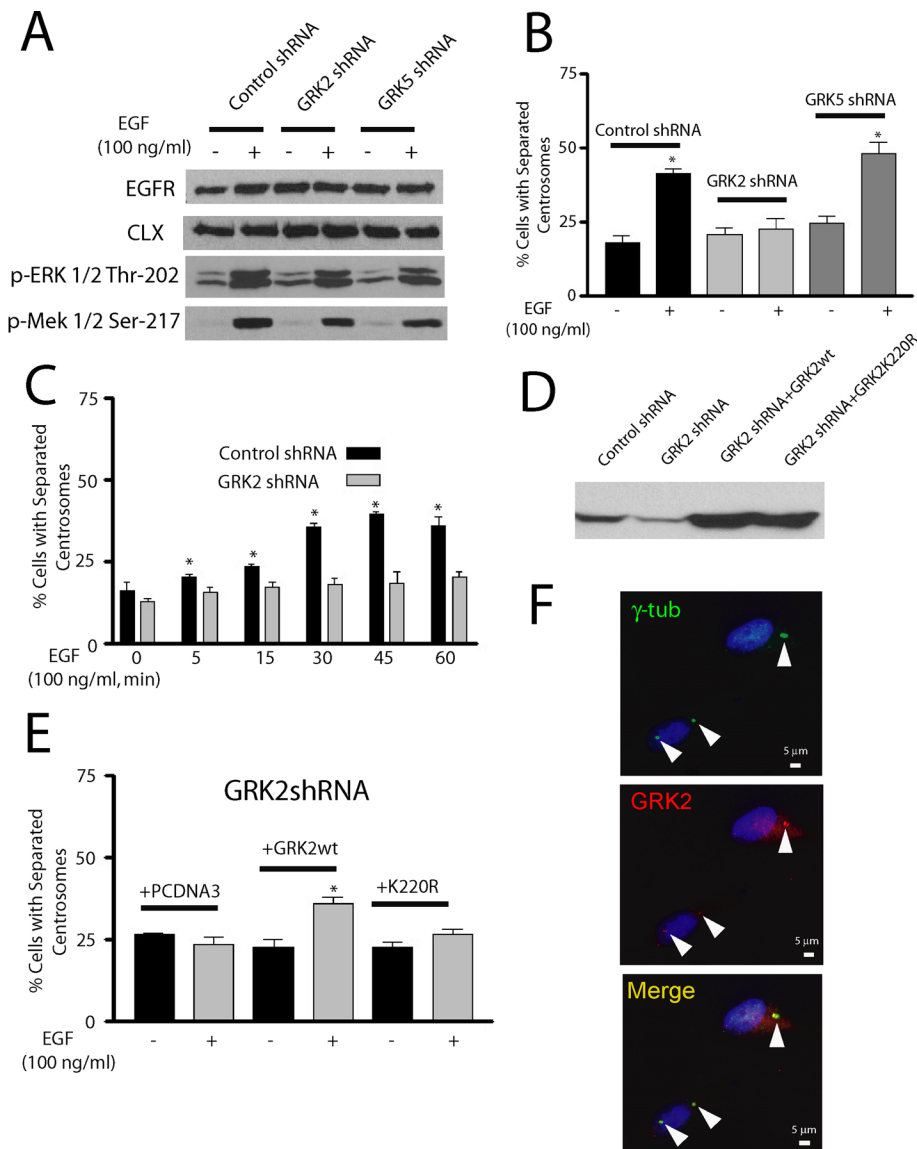 A
Control shRNA
GRK2 shRNA
GRK5 shRNA
EGF
(100 ng/ml)
- + - + - +
EGFR
CLX
p-ERK 1/2 Thr-202
p-Mek 1/2 Ser-217
B
% Cells with Separated
Centrosomes
75
50
25
0
Control shRNA
GRK2 shRNA
GRK5 shRNA
*
*
EGF
(100 ng/ml)
- + - + - +
C
% Cells with Separated
Centrosomes
75
50
25
0
Control shRNA
GRK2 shRNA
* * * * *
EGF
(100 ng/ml, min)
0 5 15 30 45 60
D
Control shRNA
GRK2 shRNA
GRK2 shRNA+GRK2wt
GRK2 shRNA+GRK2K220R
E
GRK2shRNA
% Cells with Separated
Centrosomes
75
50
25
0
+PCDNA3
+GRK2wt
+K220R
*
EGF
(100 ng/ml)
- + - + - +
F
γ-tub
5 µm
GRK2
5 µm
Merge
5 µm